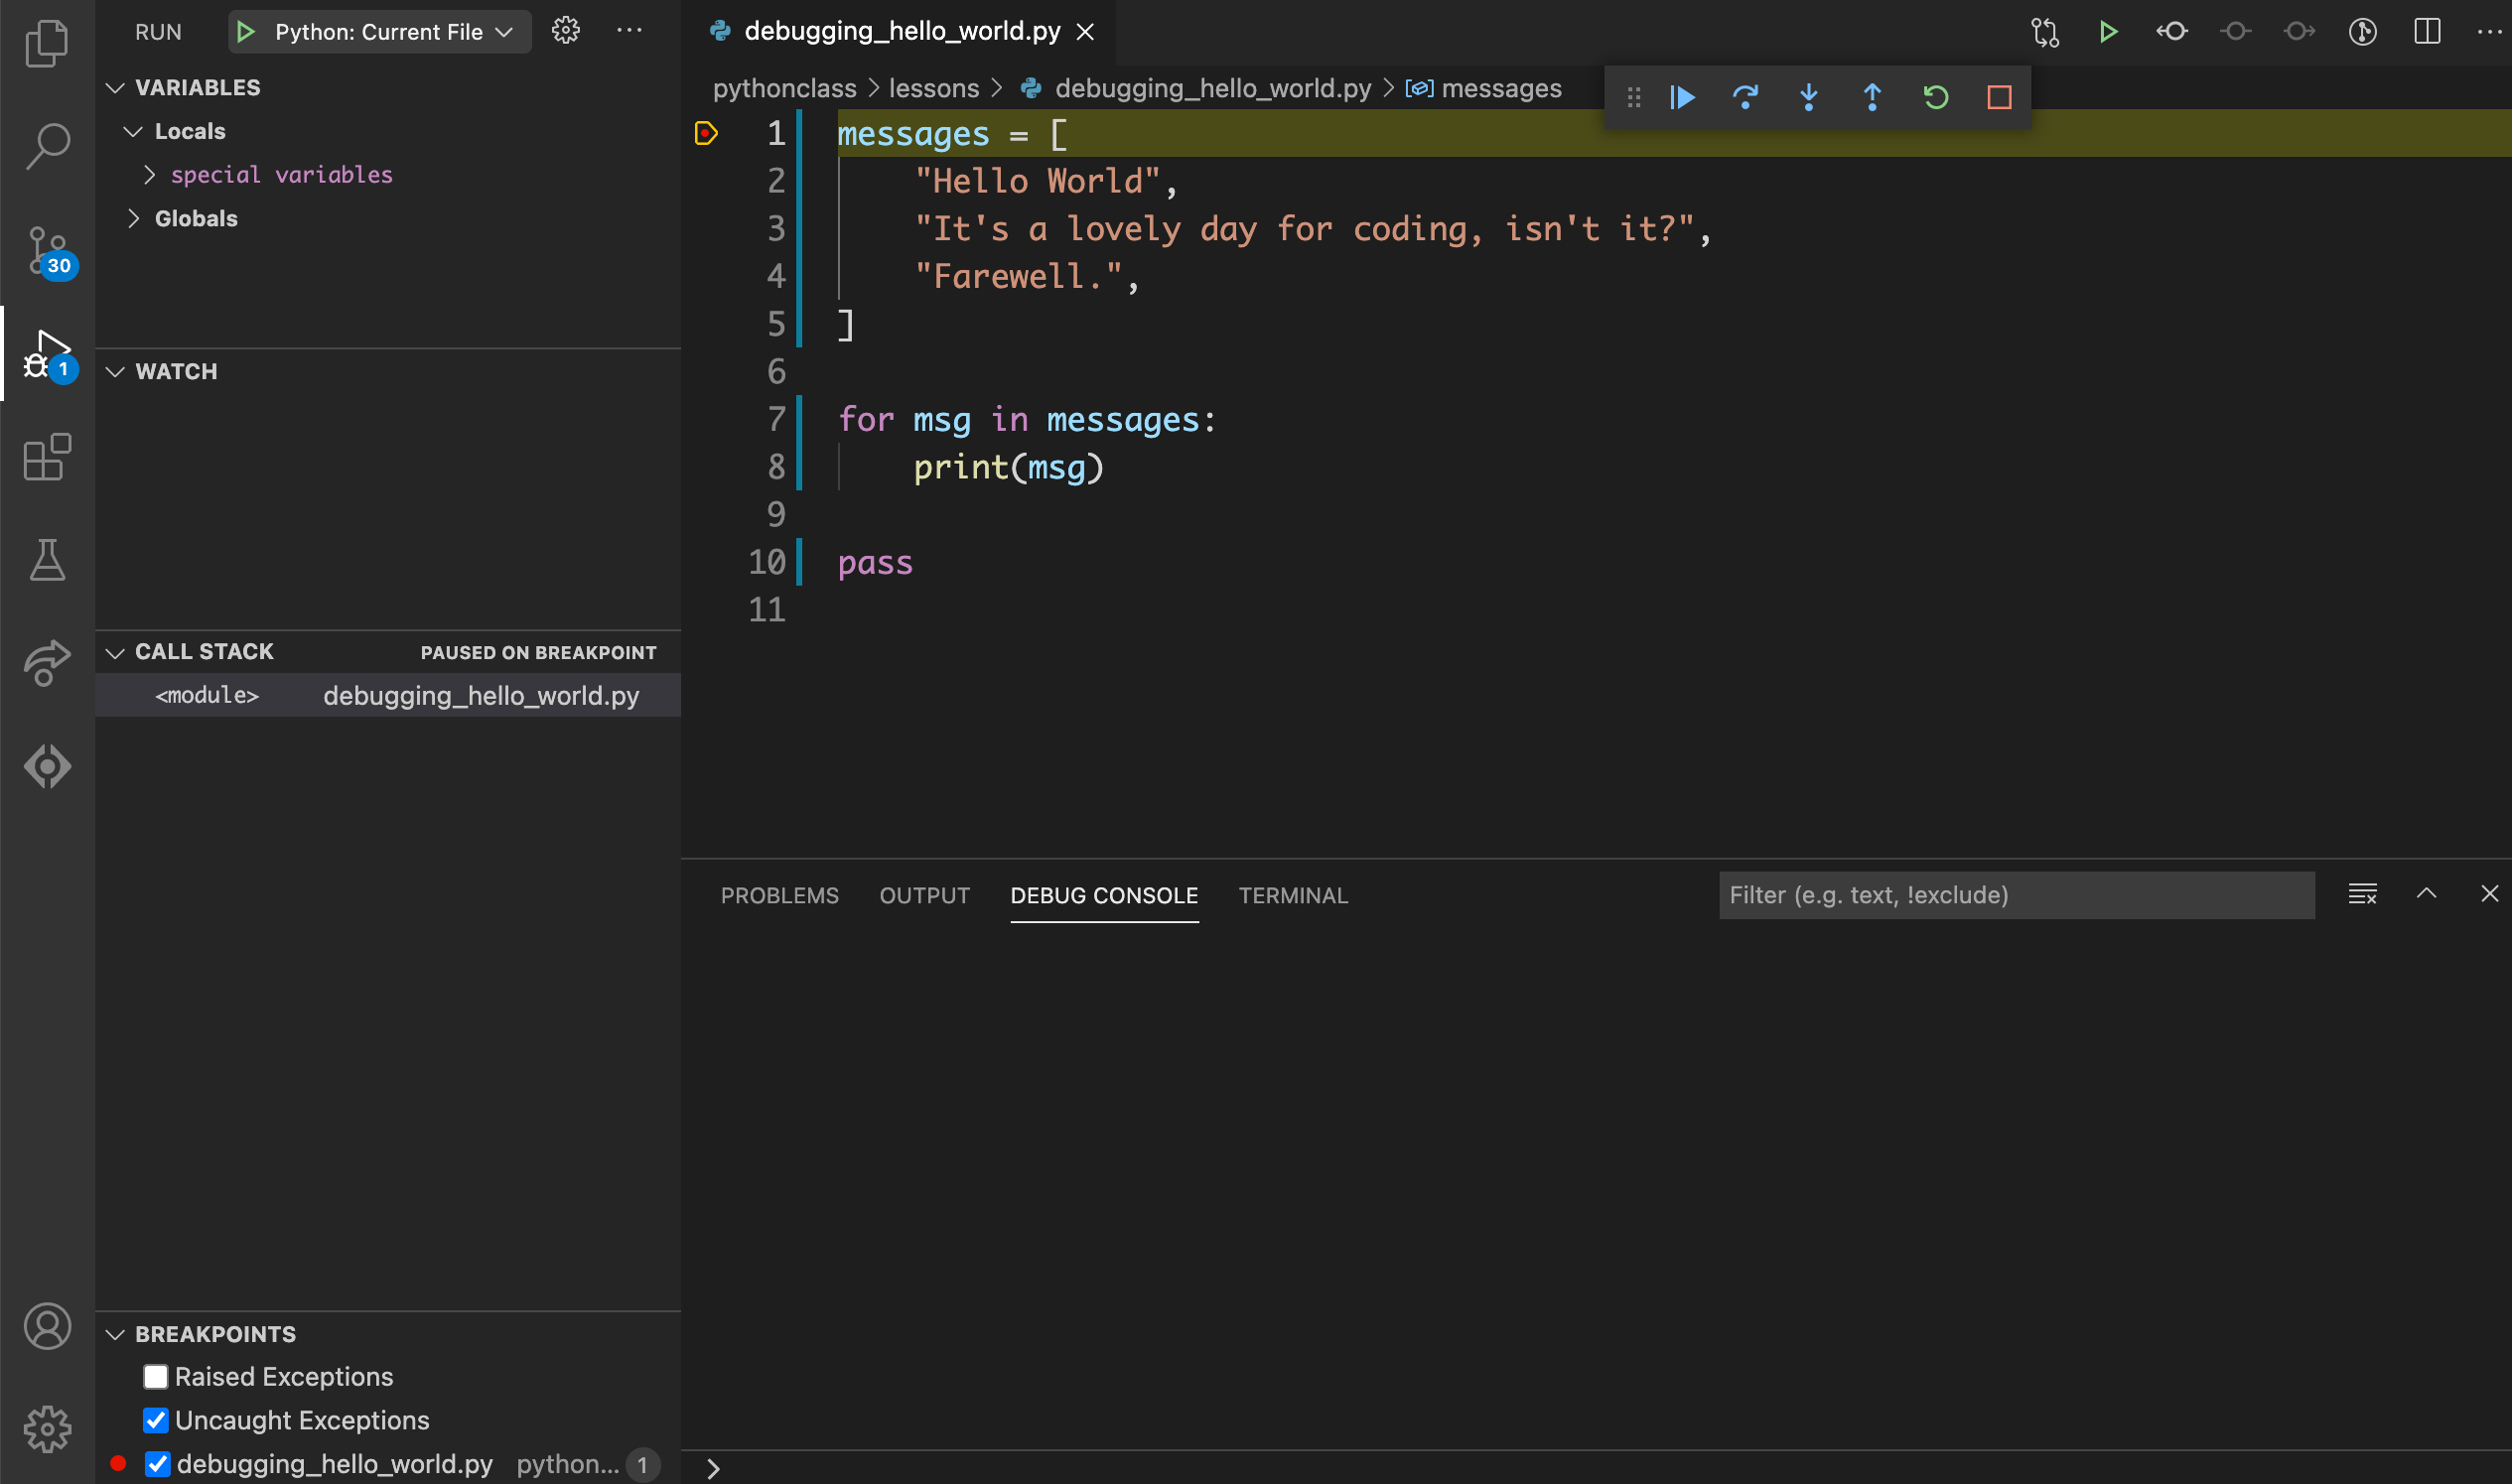 RUN
Python: Current File
VARIABLES
Locals
special variables
Globals
30
1
WATCH
CALL STACK PAUSED ON BREAKPOINT
<module> debugging_hello_world.py
BREAKPOINTS
Raised Exceptions
Uncaught Exceptions
debugging_hello_world.py python... 1
debugging_hello_world.py
pythonclass > lessons > debugging_hello_world.py > messages
1 messages = [
2     "Hello World",
3     "It's a lovely day for coding, isn't it?",
4     "Farewell.",
5 ]
6
7 for msg in messages:
8     print(msg)
9
10 pass
11
PROBLEMS OUTPUT DEBUG CONSOLE TERMINAL
Filter (e.g. text, !exclude)